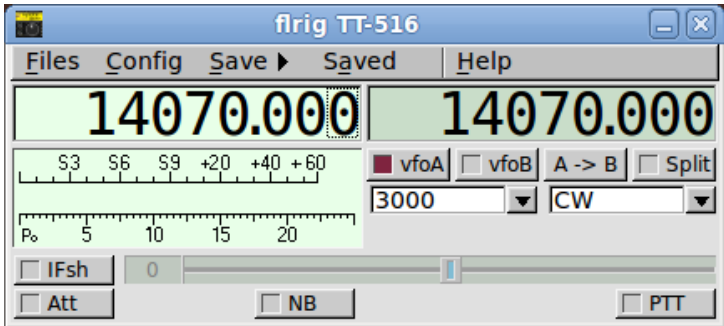 flrig TT-516
Files Config Save Saved Help
14070.000 14070.000
S3 S6 S9 +20 +40 +60
vfoA vfoB A -> B Split
3000 CW
Po 5 10 15 20
IFsh 0
Att NB PTT